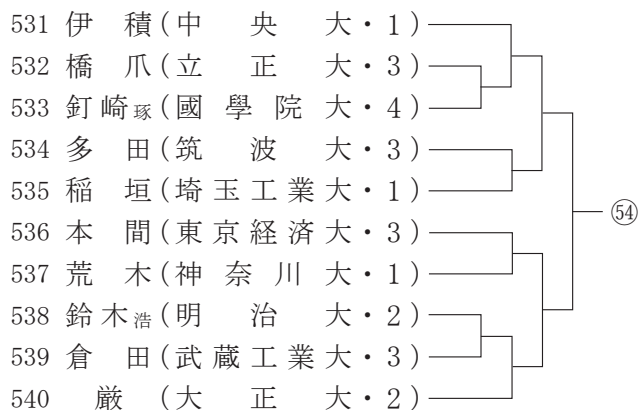 531 伊積(中央大・1)
532 橋爪(立正大・3)
533 釘崎琢(國學院大・4)
534 多田(筑波大・3)
535 稲垣(埼玉工業大・1)
536 本間(東京経済大・3)
537 荒木(神奈川大・1)
538 鈴木浩(明治大・2)
539 倉田(武蔵工業大・3)
540 厳(大正大・2)
㊾